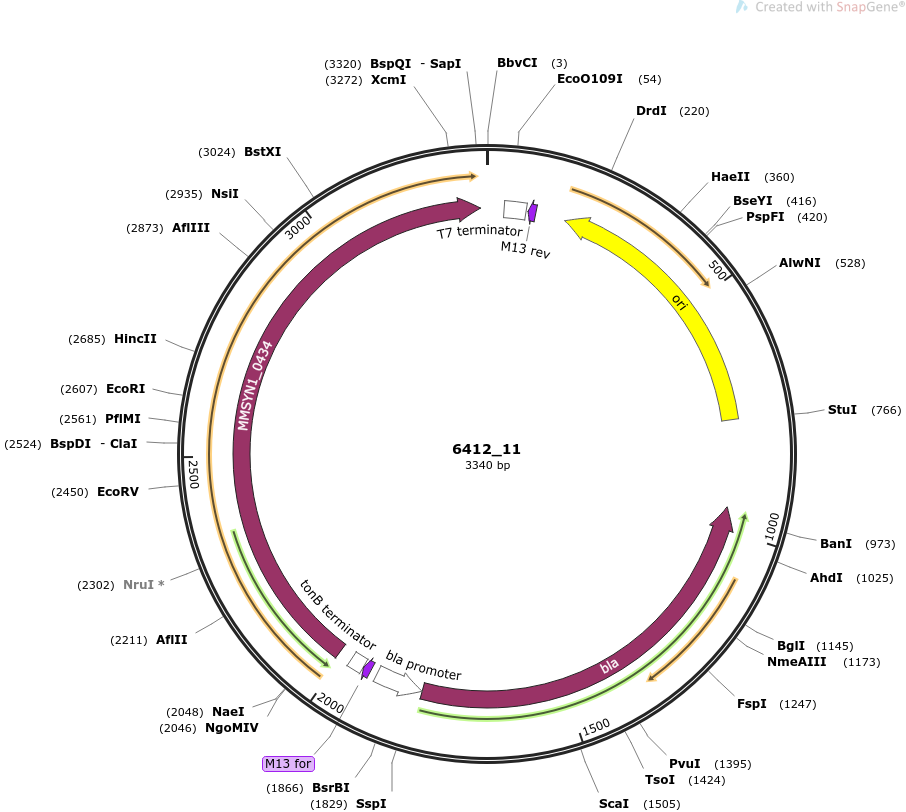 Created with SnapGene®
(3320) BspQI - SapI
(3272) XcmI
BbvCI (3)
EcoO109I (54)
DrdI (220)
(3024) BstXI
(2935) NsiI
(2873) AflIII
HaeII (360)
BseYI (416)
PspFI (420)
AlwNI (528)
3000
500
T7 terminator
M13 rev
ori
MMSYN1_0434
(2685) HincII
(2607) EcoRI
(2561) PflMI
(2524) BspDI - ClaI
(2450) EcoRV
StuI (766)
6412_11
3340 bp
2500
1000
BanI (973)
AhdI (1025)
(2302) NruI *
(2211) AflII
tonB terminator
bla promoter
bla
BglI (1145)
NmeAIII (1173)
FspI (1247)
(2048) NaeI
(2046) NgoMIV
2000
1500
M13 for
(1866) BsrBI
(1829) SspI
PvuI (1395)
TsoI (1424)
ScaI (1505)